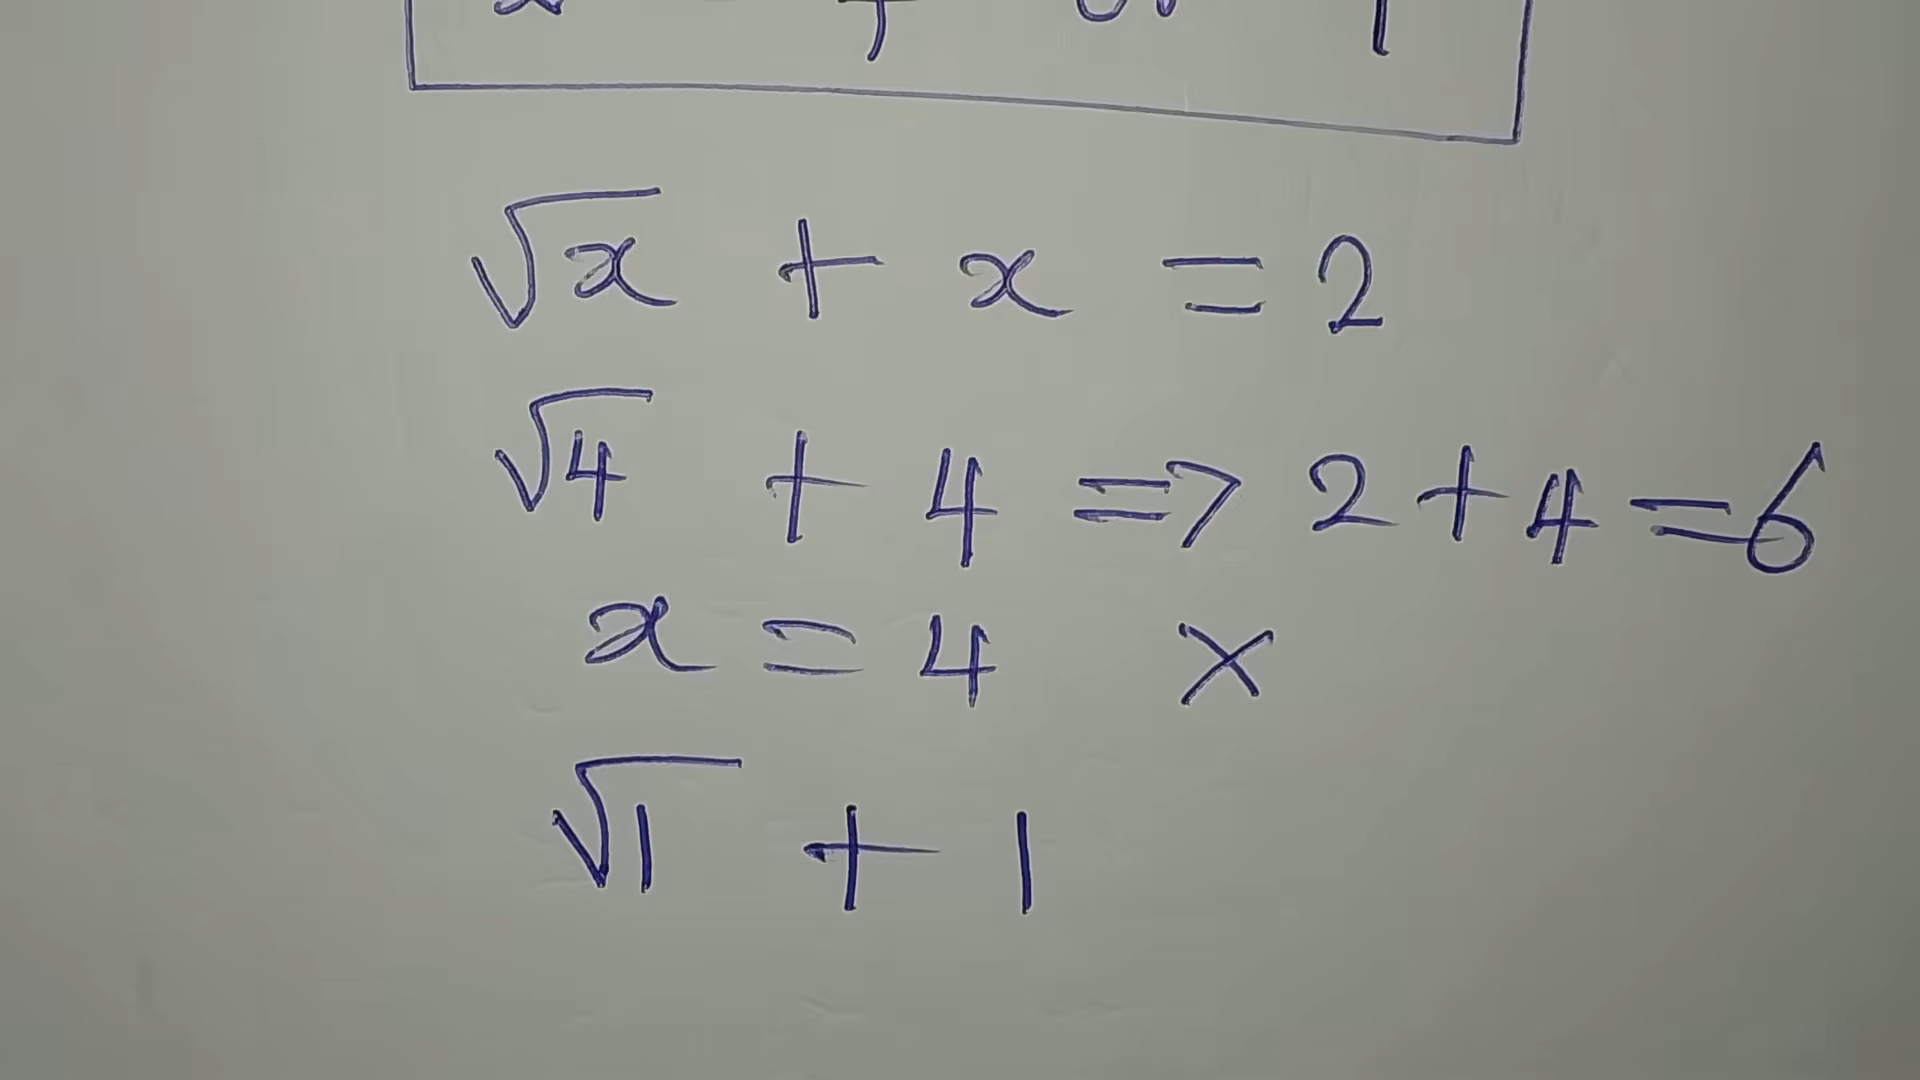 √x + x = 2
√4 + 4 => 2 + 4 = 6
x = 4 ×
√1 + 1